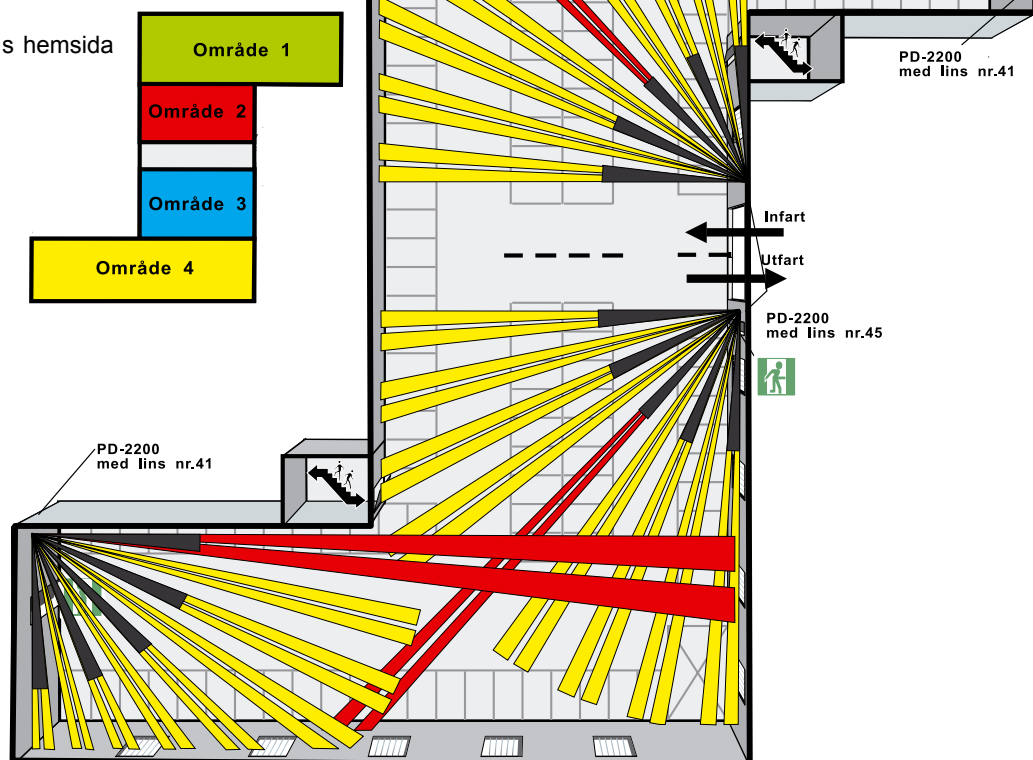 s hemsida
Område 1
Område 2
Område 3
Område 4
PD-2200
med lins nr.41
Infart
Utfart
PD-2200
med lins nr.45
PD-2200
med lins nr.41